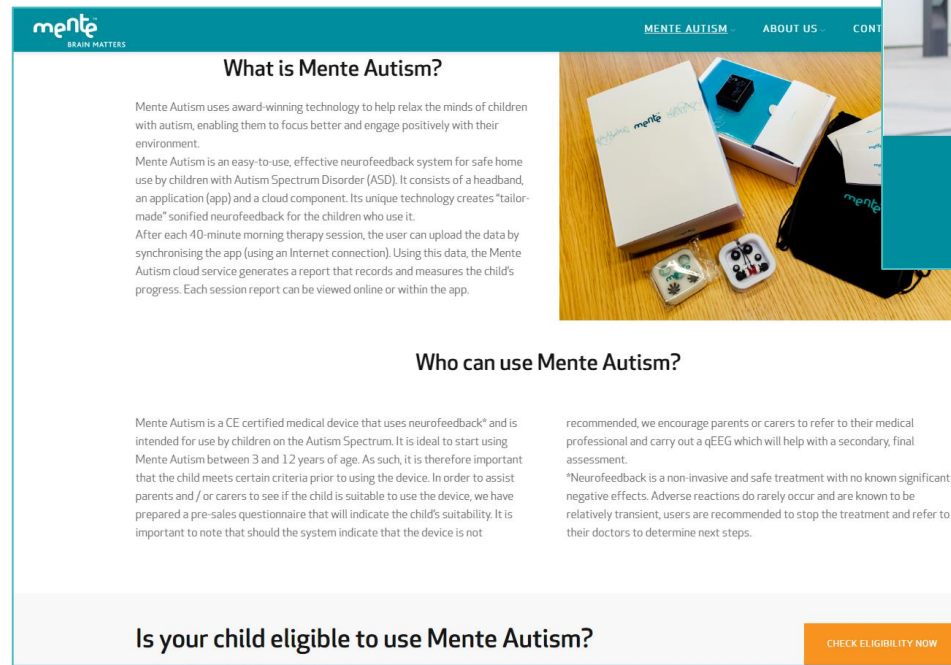 mente
BRAIN MATTERS
MENTE AUTISM
ABOUT US
CONT
What is Mente Autism?
Mente Autism uses award-winning technology to help relax the minds of children
with autism, enabling them to focus better and engage positively with their
environment.
Mente Autism is an easy-to-use, effective neurofeedback system for safe home
use by children with Autism Spectrum Disorder (ASD). It consists of a headband,
an application (app) and a cloud component. Its unique technology creates “tailor-
made” sonified neurofeedback for the children who use it.
After each 40-minute morning therapy session, the user can upload the data by
synchronising the app (using an Internet connection). Using this data, the Mente
Autism cloud service generates a report that records and measures the child’s
progress. Each session report can be viewed online or within the app.
mente
mente
Who can use Mente Autism?
Mente Autism is a CE certified medical device that uses neurofeedback* and is
intended for use by children on the Autism Spectrum. It is ideal to start using
Mente Autism between 3 and 12 years of age. As such, it is therefore important
that the child meets certain criteria prior to using the device. In order to assist
parents and / or carers to see if the child is suitable to use the device, we have
prepared a pre-sales questionnaire that will indicate the child’s suitability. It is
important to note that should the system indicate that the device is not
recommended, we encourage parents or carers to refer to their medical
professional and carry out a qEEG which will help with a secondary, final
assessment.
*Neurofeedback is a non-invasive and safe treatment with no known significant
negative effects. Adverse reactions do rarely occur and are known to be
relatively transient, users are recommended to stop the treatment and refer to
their doctors to determine next steps.
Is your child eligible to use Mente Autism?
CHECK ELIGIBILITY NOW